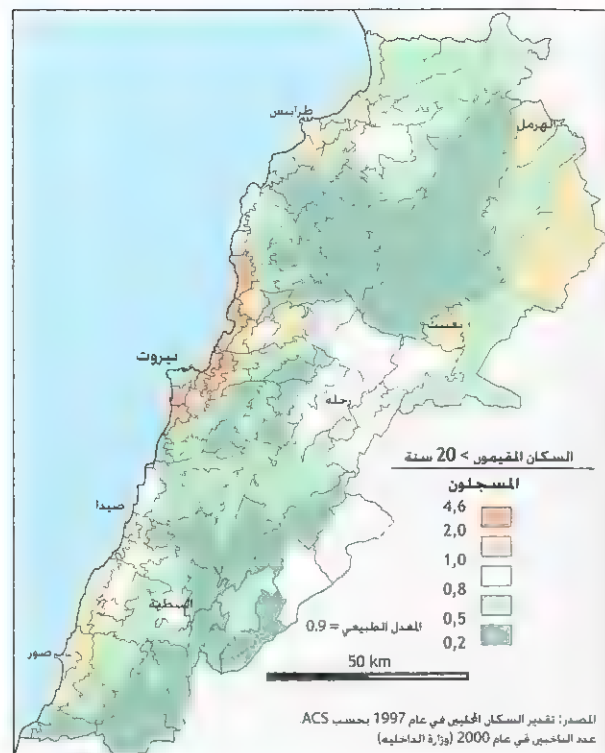 طرابلس
الهرمل
بعلبك
بيروت
زحلة
السكان المقيمون > 20 سنة
المسجلون
4,6
2,0
1,0
0,8
0,5
0,2
صيدا
النبطية
المعدل الطبيعي = 0.9
صور
50 km
المصدر: تقدير السكان المحليين في عام 1997 بحسب ACS
عدد الناخبين في عام 2000 (وزارة الداخلية)